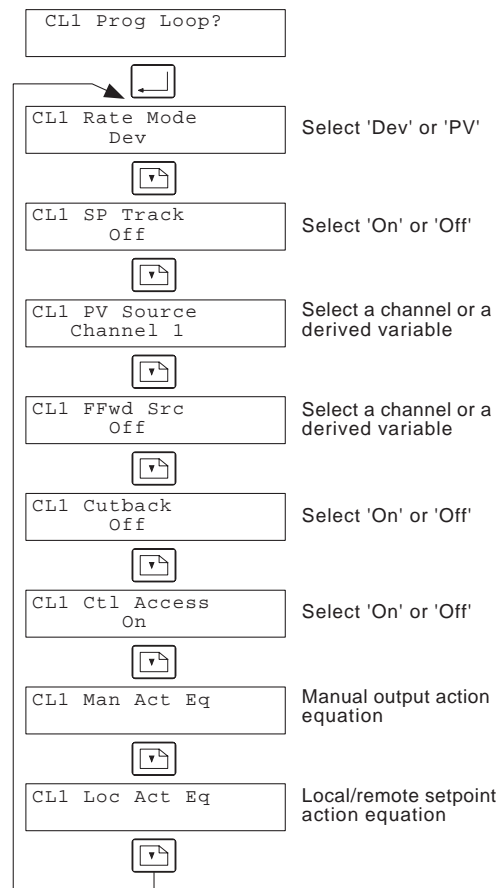 CL1 Prog Loop?
CL1 Rate Mode
Dev
Select 'Dev' or 'PV'
CL1 SP Track
Off
Select 'On' or 'Off'
CL1 PV Source
Channel 1
Select a channel or a
derived variable
CL1 FFwd Src
Off
Select a channel or a
derived variable
CL1 Cutback
Off
Select 'On' or 'Off'
CL1 Ctl Access
On
Select 'On' or 'Off'
CL1 Man Act Eq
Manual output action
equation
CL1 Loc Act Eq
Local/remote setpoint
action equation